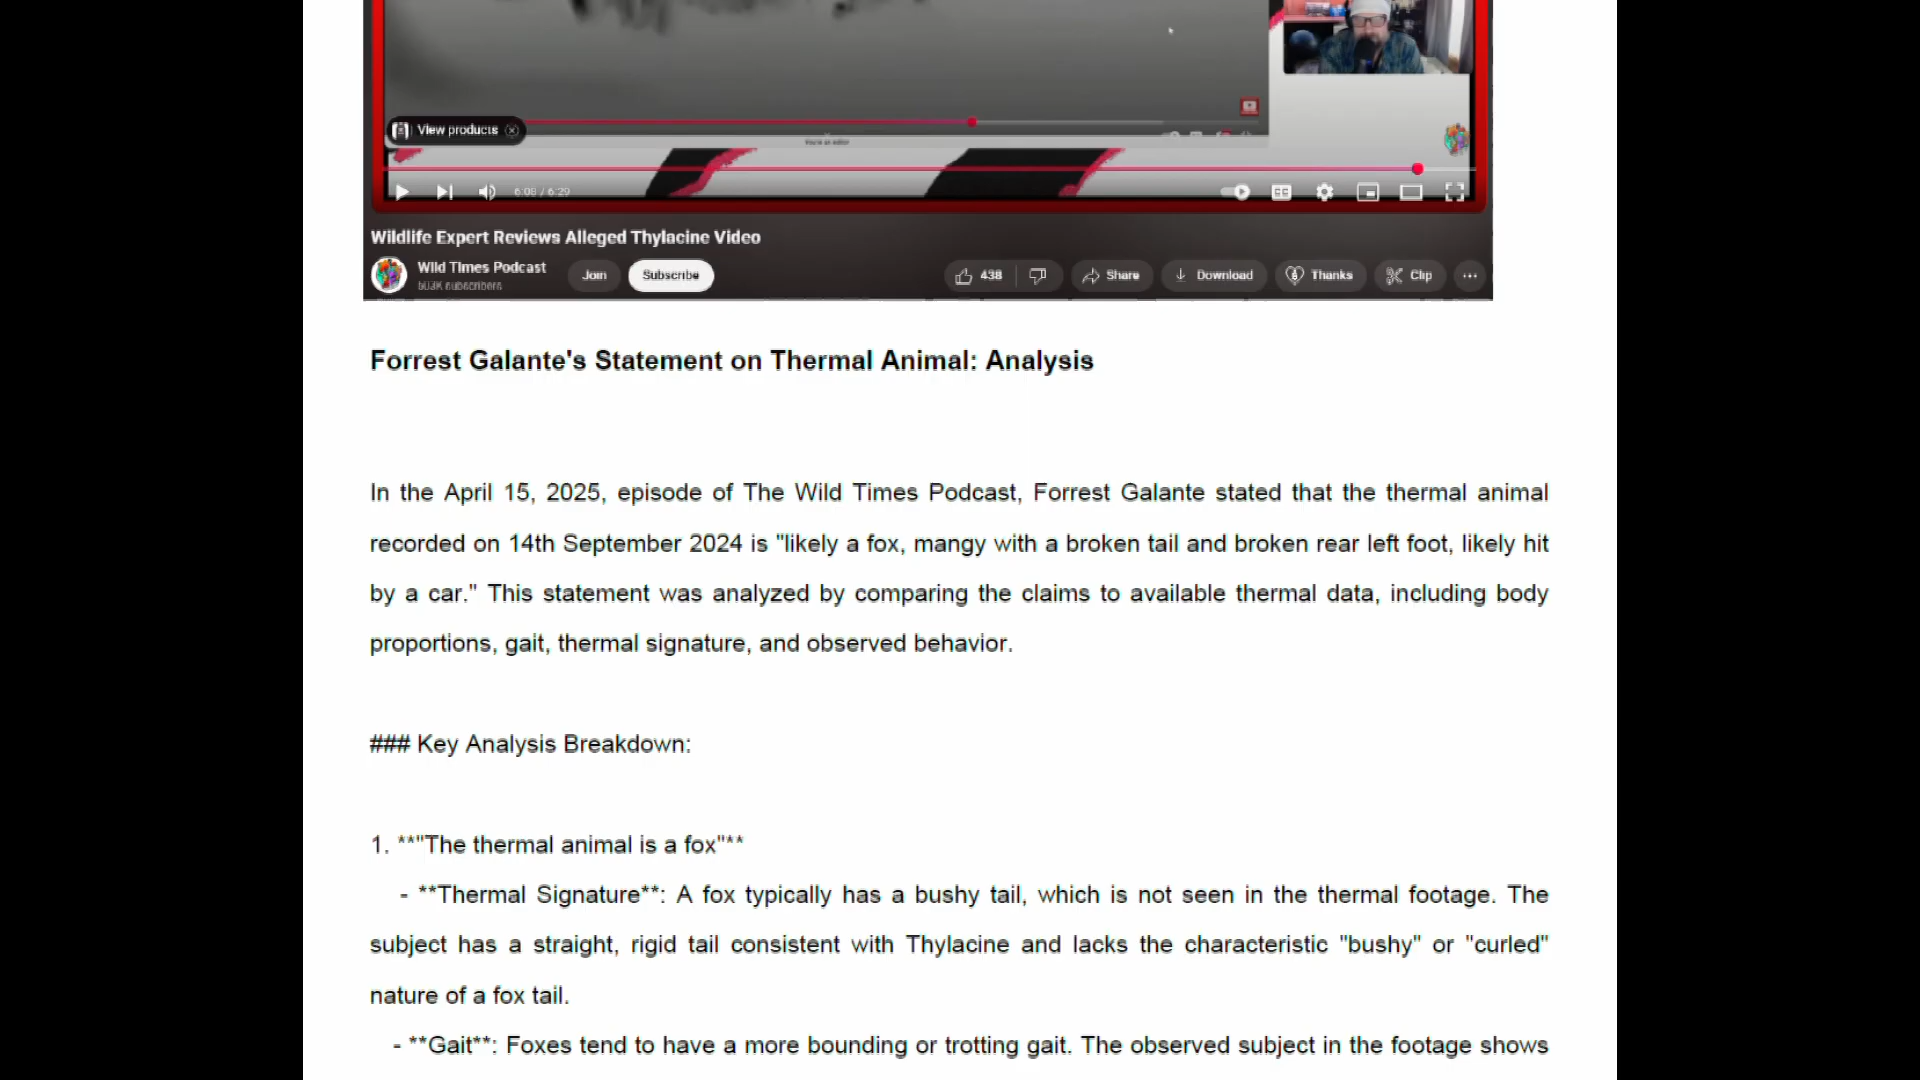 View products
6:08 / 6:29
Wildlife Expert Reviews Alleged Thylacine Video
Wild Times Podcast
Join
Subscribe
438
Share
Download
Thanks
Clip
603K subscribers
Forrest Galante's Statement on Thermal Animal: Analysis
In the April 15, 2025, episode of The Wild Times Podcast, Forrest Galante stated that the thermal animal
recorded on 14th September 2024 is "likely a fox, mangy with a broken tail and broken rear left foot, likely hit
by a car." This statement was analyzed by comparing the claims to available thermal data, including body
proportions, gait, thermal signature, and observed behavior.
### Key Analysis Breakdown:
1. **"The thermal animal is a fox"**
- **Thermal Signature**: A fox typically has a bushy tail, which is not seen in the thermal footage. The
subject has a straight, rigid tail consistent with Thylacine and lacks the characteristic "bushy" or "curled"
nature of a fox tail.
- **Gait**: Foxes tend to have a more bounding or trotting gait. The observed subject in the footage shows